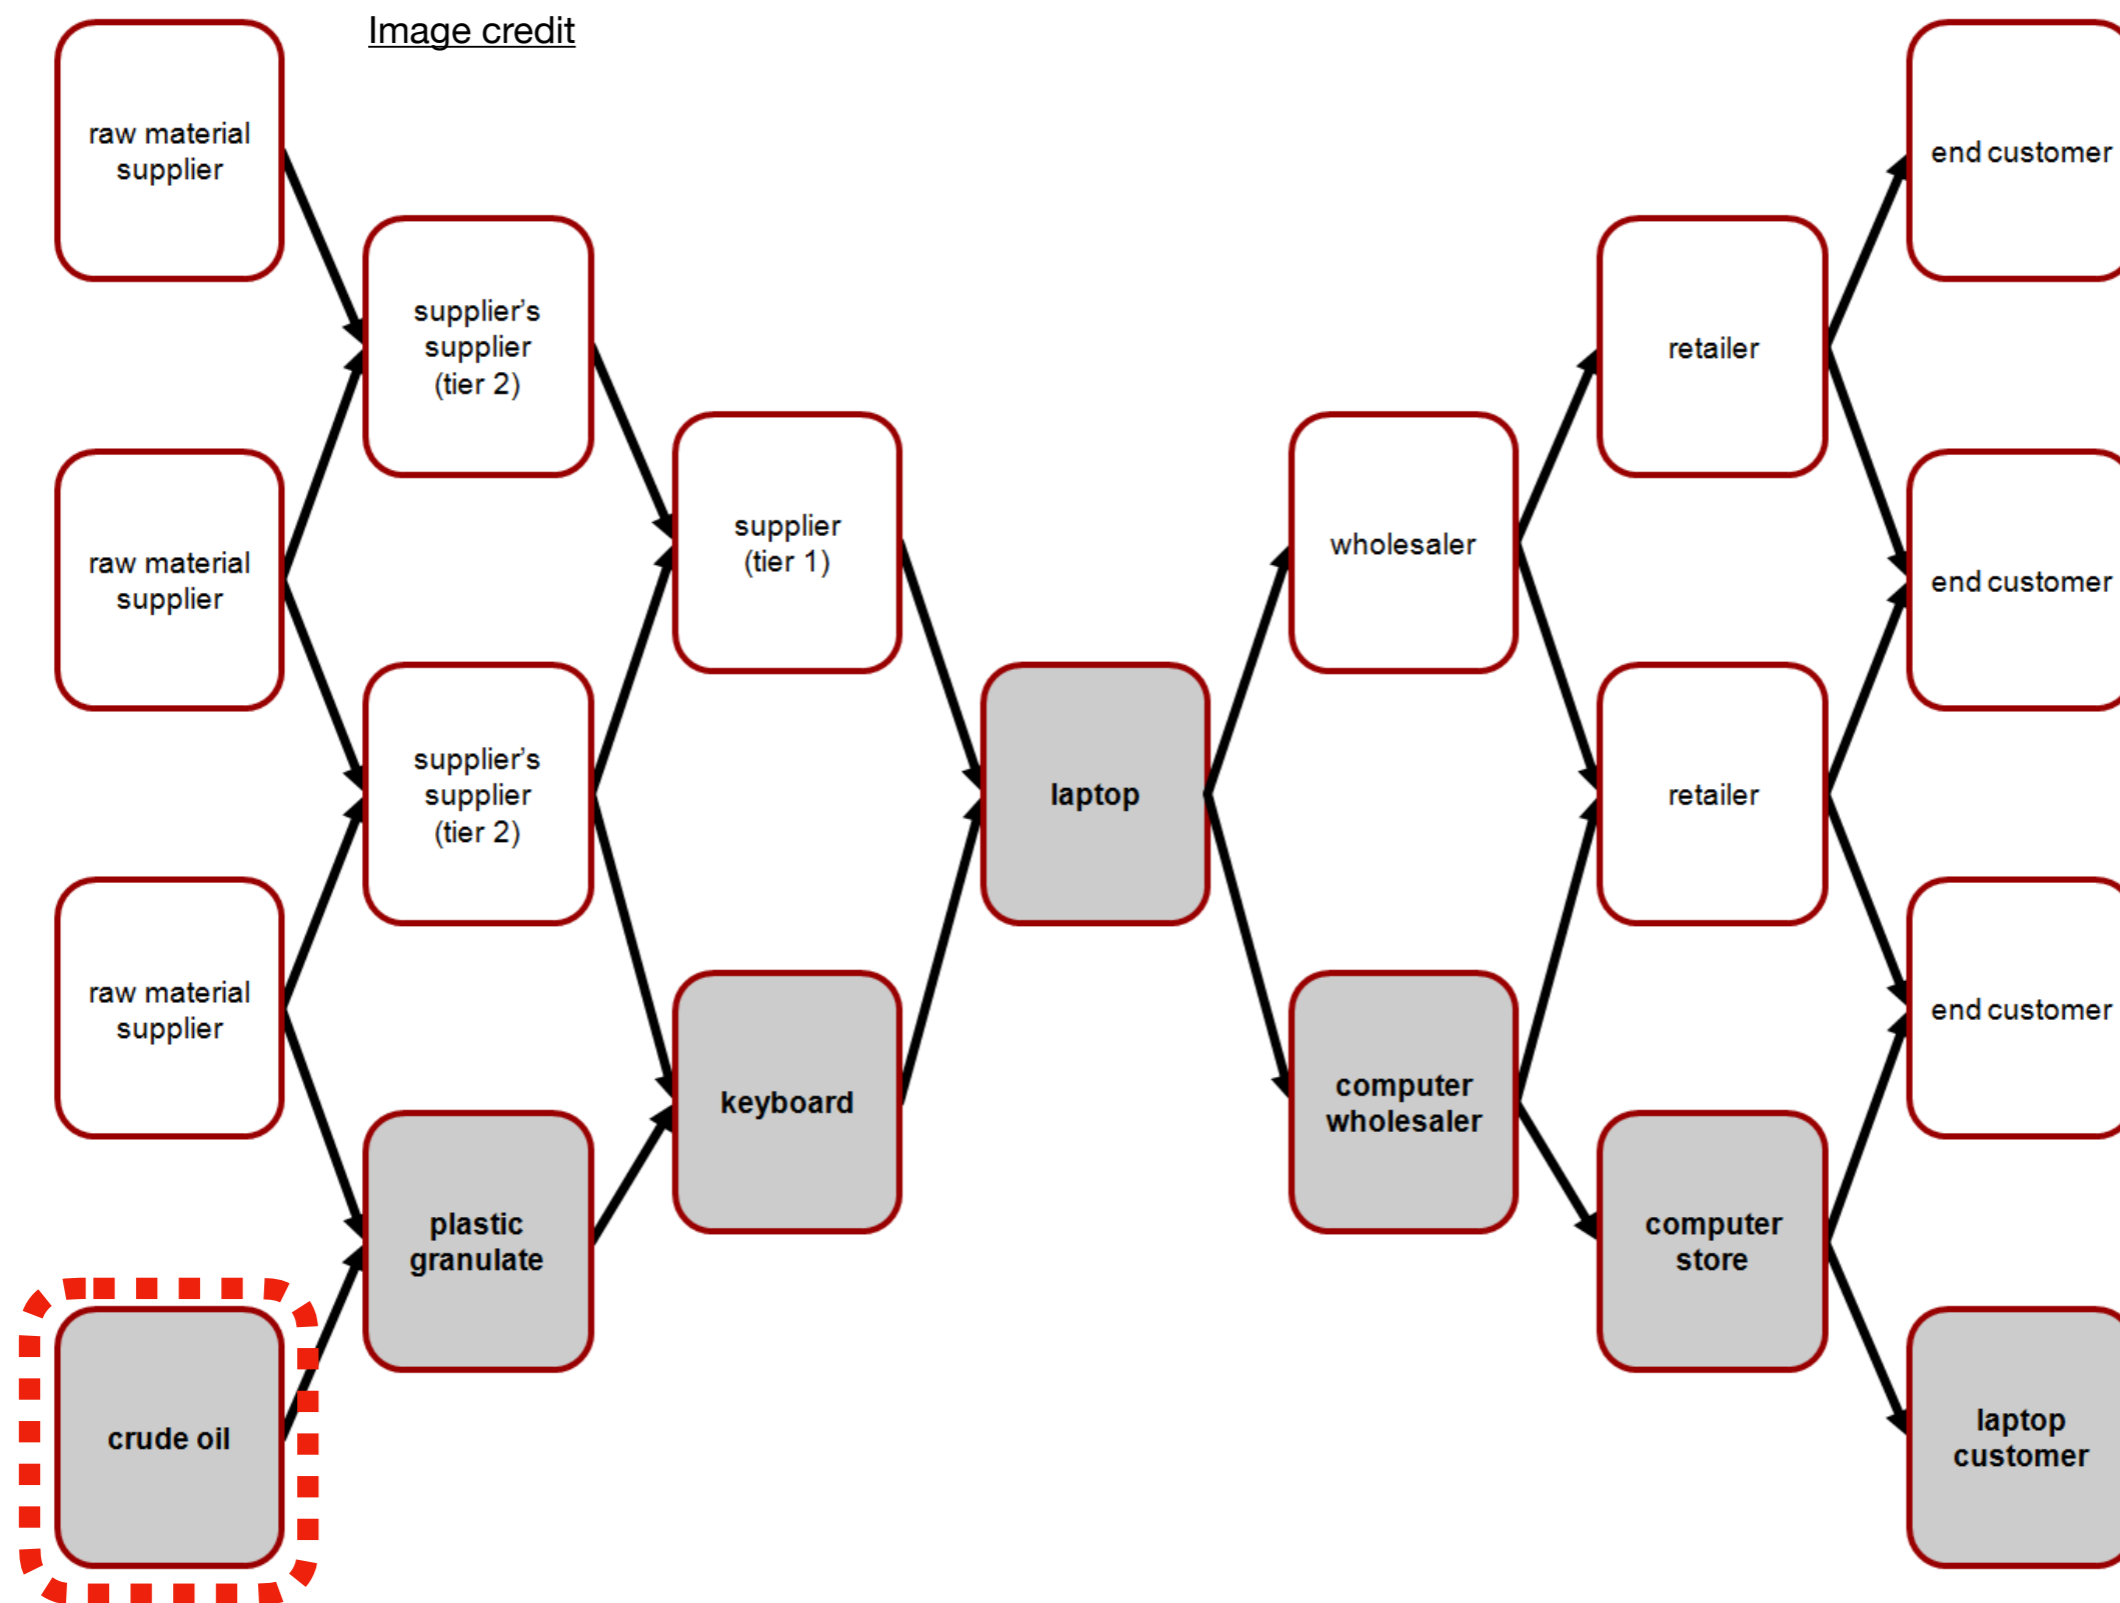 Image credit
raw material
supplier
raw material
supplier
raw material
supplier
crude oil
supplier’s
supplier
(tier 2)
supplier’s
supplier
(tier 2)
plastic
granulate
supplier
(tier 1)
keyboard
laptop
wholesaler
computer
wholesaler
retailer
retailer
computer
store
end customer
end customer
end customer
laptop
customer